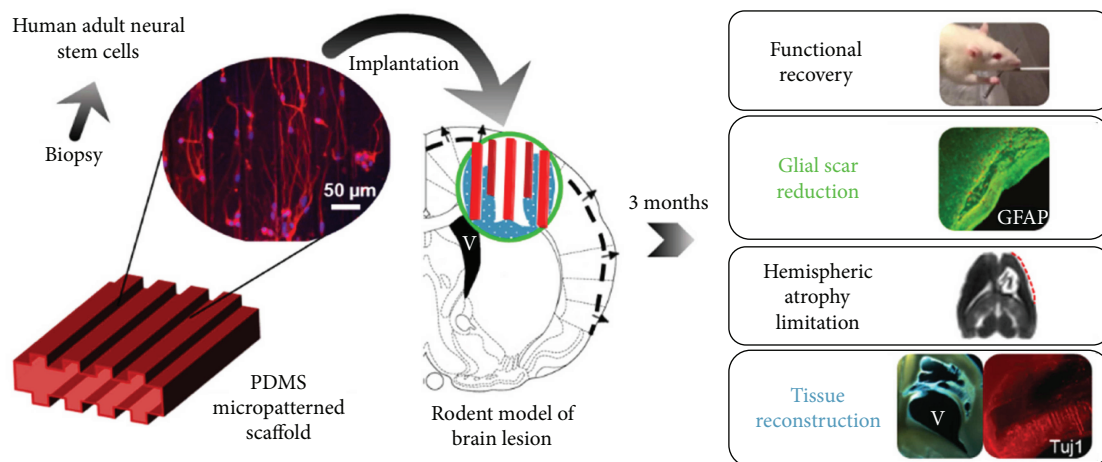 Human adult neural
stem cells
Biopsy
50 μm
Implantation
PDMS
micropatterned
scaffold
V
Rodent model of
brain lesion
3 months
Functional
recovery
Glial scar
reduction
GFAP
Hemispheric
atrophy
limitation
Tissue
reconstruction
V
Tuj1